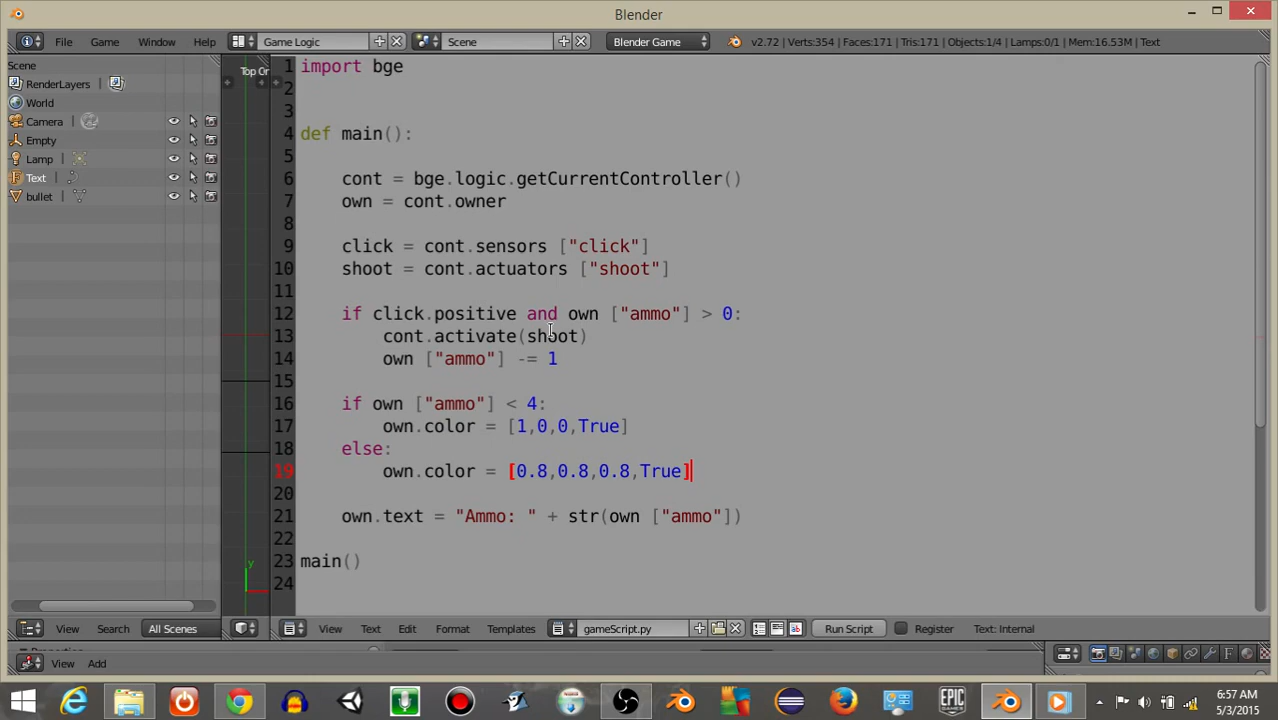 Blender
File Game Window Help Game Logic Scene Blender Game v2.72 | Verts:354 | Faces:171 | Tris:171 | Objects:1/4 | Lamps:0/1 | Mem:16.53M | Text
Scene
RenderLayers
World
Camera
Empty
Lamp
Text
bullet
Top Or
y
1 import bge
2
3
4 def main():
5
6 cont = bge.logic.getCurrentController()
7 own = cont.owner
8
9 click = cont.sensors ["click"]
10 shoot = cont.actuators ["shoot"]
11
12 if click.positive and own ["ammo"] > 0:
13 cont.activate(shoot)
14 own ["ammo"] -= 1
15
16 if own ["ammo"] < 4:
17 own.color = [1,0,0,True]
18 else:
19 own.color = [0.8,0.8,0.8,True]
20
21 own.text = "Ammo: " + str(own ["ammo"])
22
23 main()
24
View Search All Scenes View Text Edit Format Templates gameScript.py Run Script Register Text: Internal
View Add
EPIC GAMES
6:57 AM
5/3/2015